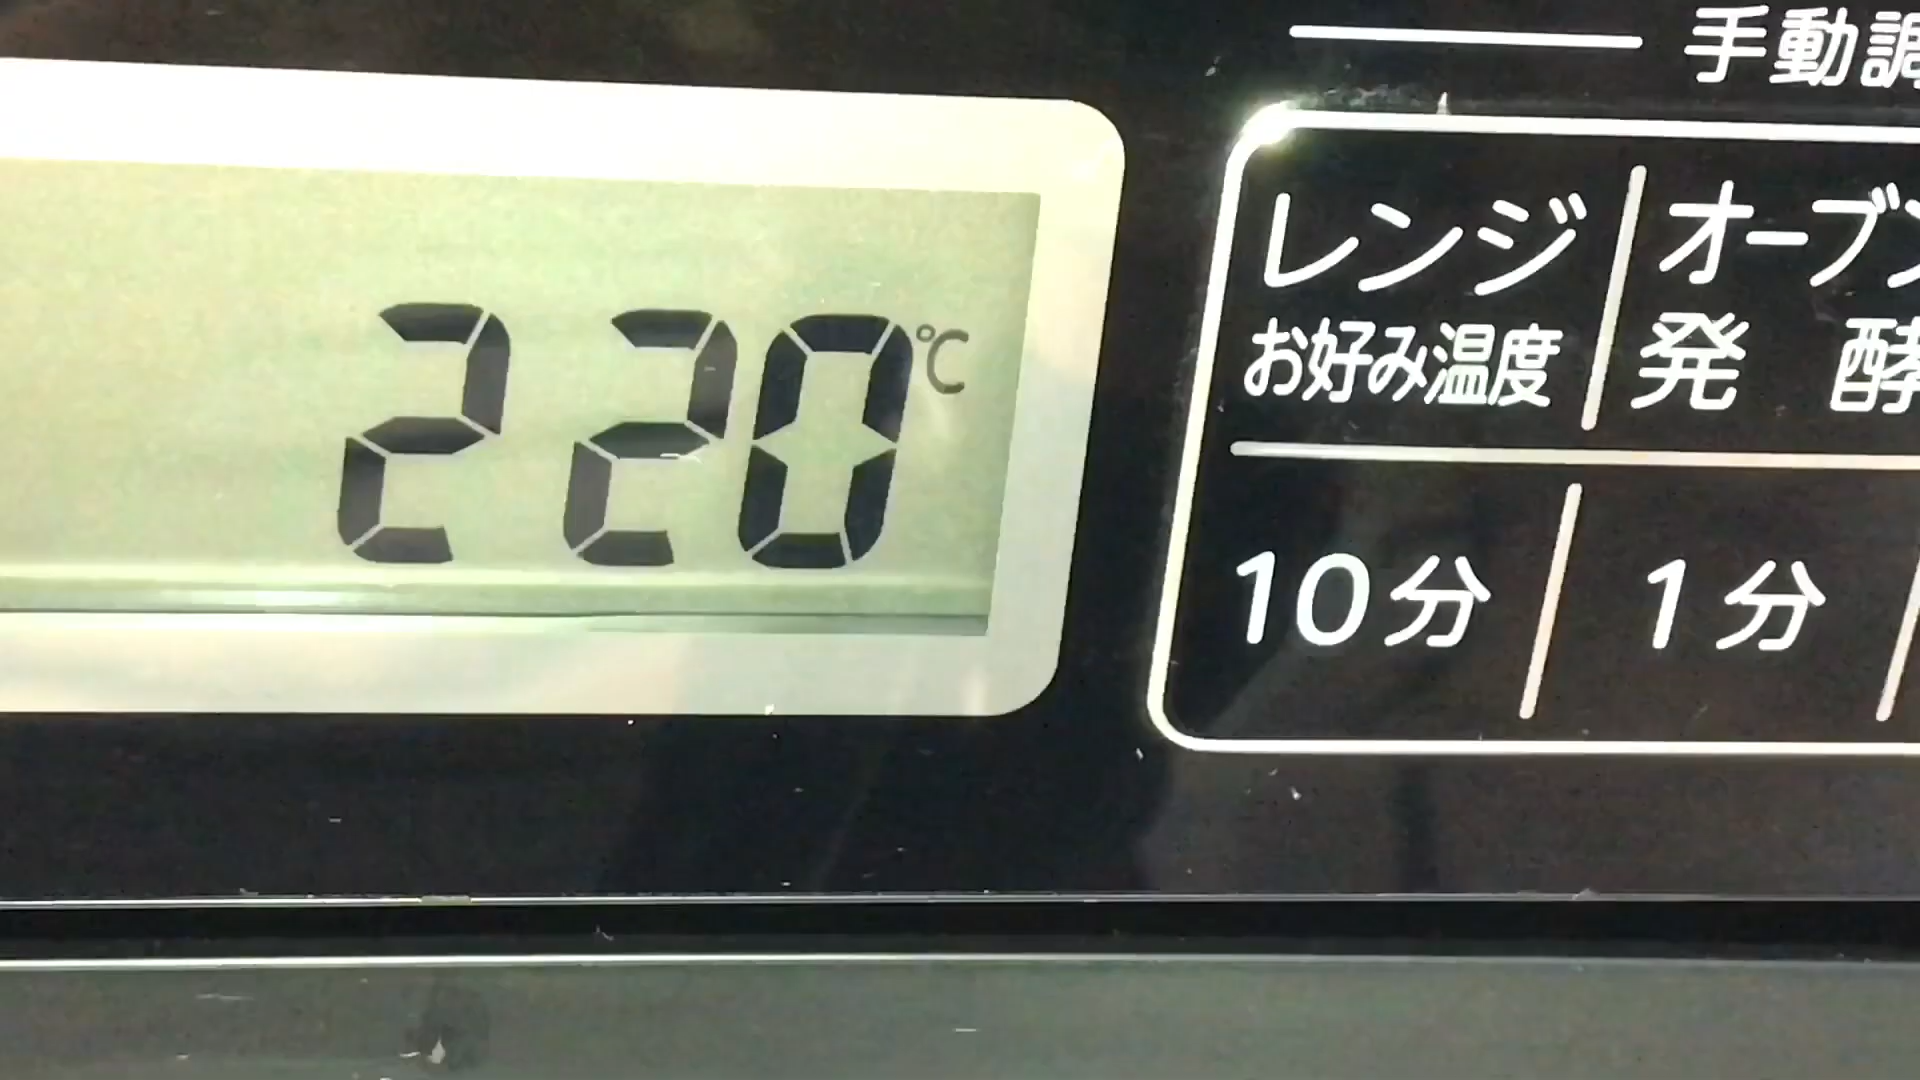 手動調
220℃
レンジ
オーブン
お好み温度
発 酵
10分
1分